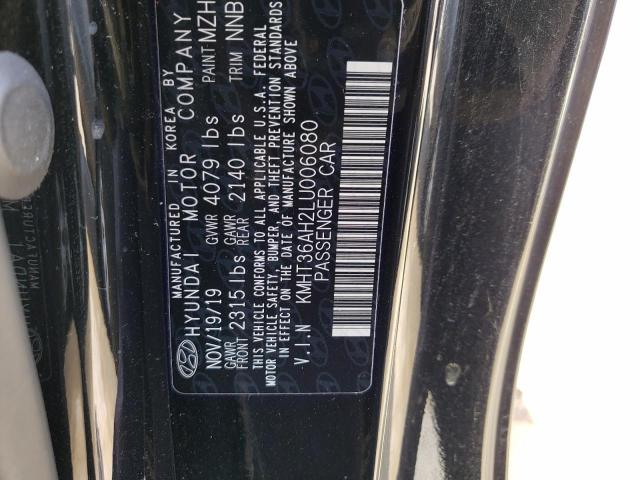 MANUFACTURED IN KOREA BY
HYUNDAI MOTOR COMPANY
NOV/19/19 GVWR 4079 lbs PAINT MZH
GAWR FRONT 2315 lbs GAWR REAR 2140 lbs TRIM NNB
THIS VEHICLE CONFORMS TO ALL APPLICABLE U.S.A. FEDERAL
MOTOR VEHICLE SAFETY, BUMPER, AND THEFT PREVENTION STANDARDS
IN EFFECT ON THE DATE OF MANUFACTURE SHOWN ABOVE
V.I.N KMHT36AH2LU006080
PASSENGER CAR